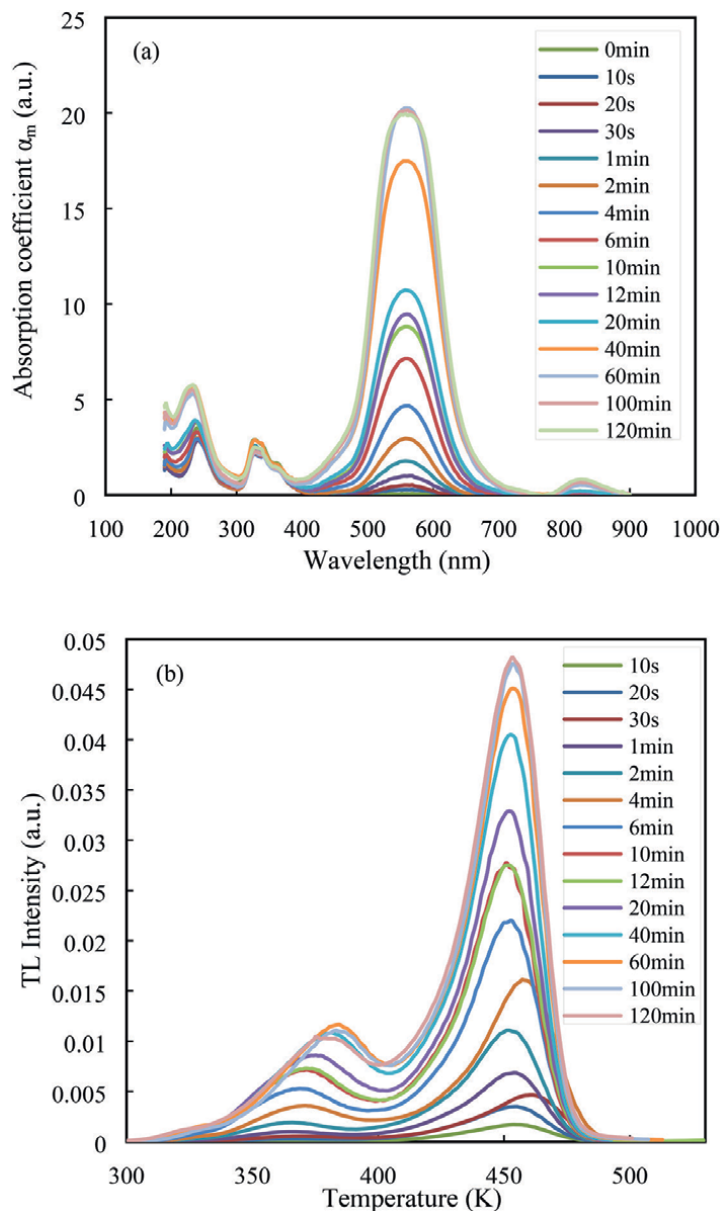 25
(a)
20
15
10
5
0
Absorption coefficient αm (a.u.)
0min
10s
20s
30s
1min
2min
4min
6min
10min
12min
20min
40min
60min
100min
120min
100 200 300 400 500 600 700 800 900 1000
Wavelength (nm)
0.05
(b)
0.045
0.04
0.035
0.03
0.025
0.02
0.015
0.01
0.005
0
TL Intensity (a.u.)
10s
20s
30s
1min
2min
4min
6min
10min
12min
20min
40min
60min
100min
120min
300 350 400 450 500
Temperature (K)